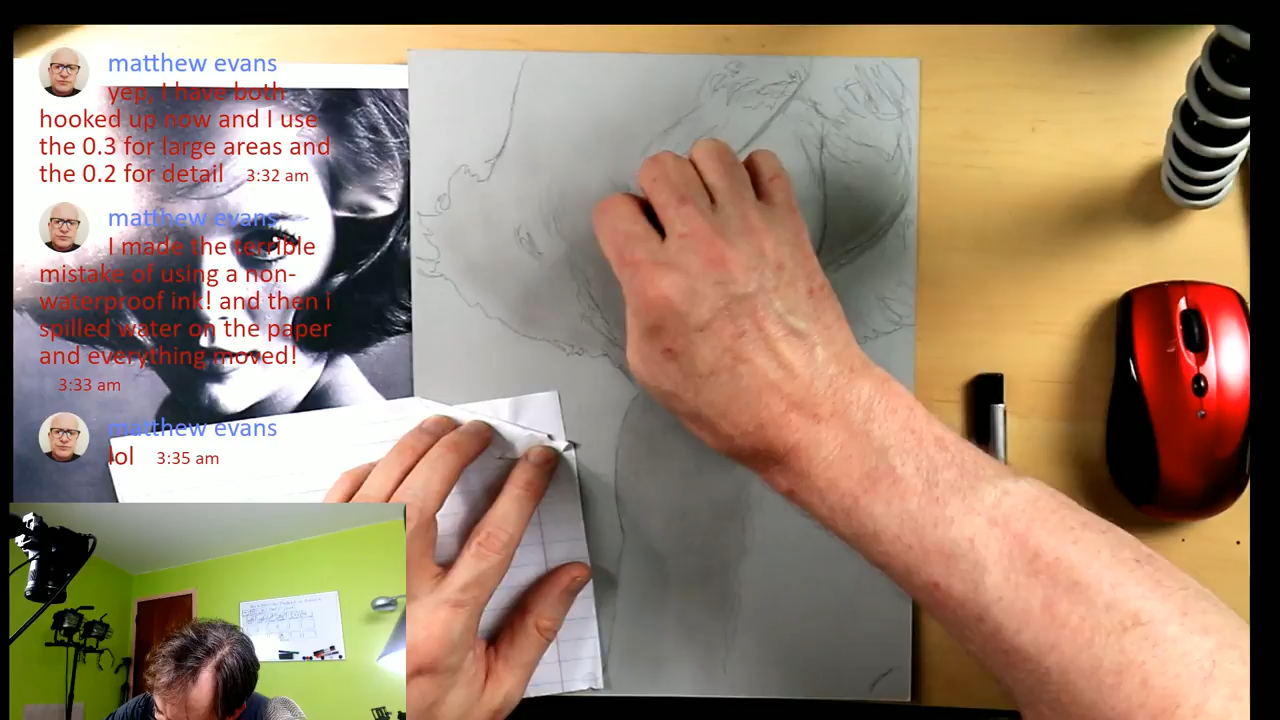 matthew evans
yep, I have both
hooked up now and I use
the 0.3 for large areas and
the 0.2 for detail 3:32 am
matthew evans
I made the terrible
mistake of using a non-
waterproof ink! and then i
spilled water on the paper
and everything moved!
3:33 am
matthew evans
lol 3:35 am